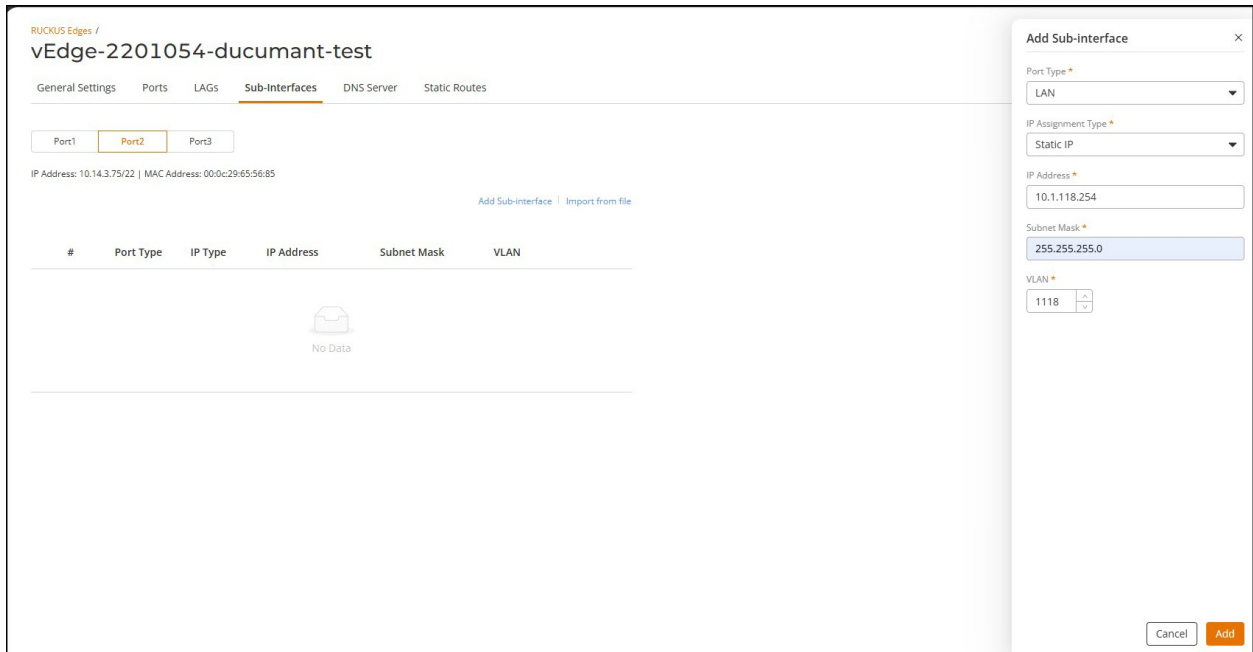 RUCKUS Edges /
vEdge-2201054-ducumant-test
General Settings Ports LAGs Sub-Interfaces DNS Server Static Routes
Port1 Port2 Port3
IP Address: 10.14.3.75/22 | MAC Address: 00:0c:29:65:56:85
Add Sub-interface | Import from file
# Port Type IP Type IP Address Subnet Mask VLAN
No Data
Add Sub-interface
Port Type *
LAN
IP Assignment Type *
Static IP
IP Address *
10.1.118.254
Subnet Mask *
255.255.255.0
VLAN *
1118
Cancel Add